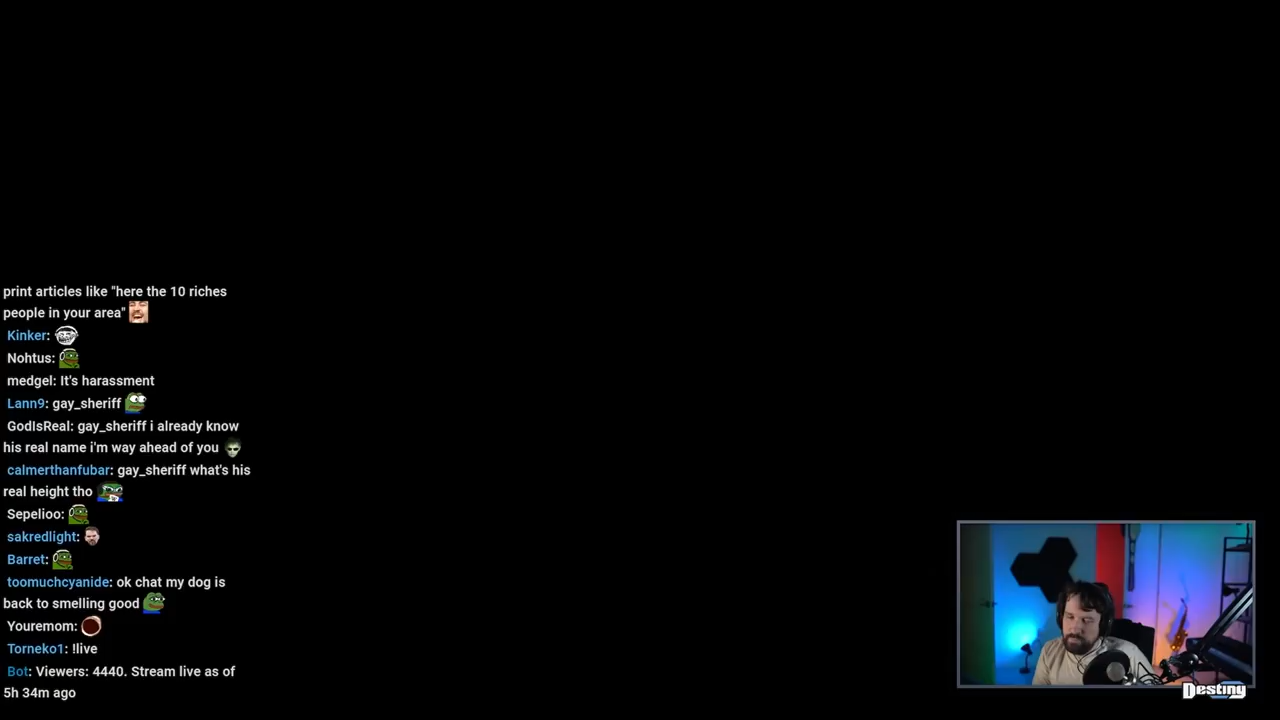 print articles like "here the 10 riches
people in your area"
Kinker:
Nohtus:
medgel: It's harassment
Lann9: gay_sheriff
GodIsReal: gay_sheriff i already know
his real name i'm way ahead of you
calmerthanfubar: gay_sheriff what's his
real height tho
Sepelioo:
sakredlight:
Barret:
toomuchcyanide: ok chat my dog is
back to smelling good
Youremom:
Torneko1: !live
Bot: Viewers: 4440. Stream live as of
5h 34m ago
Destiny